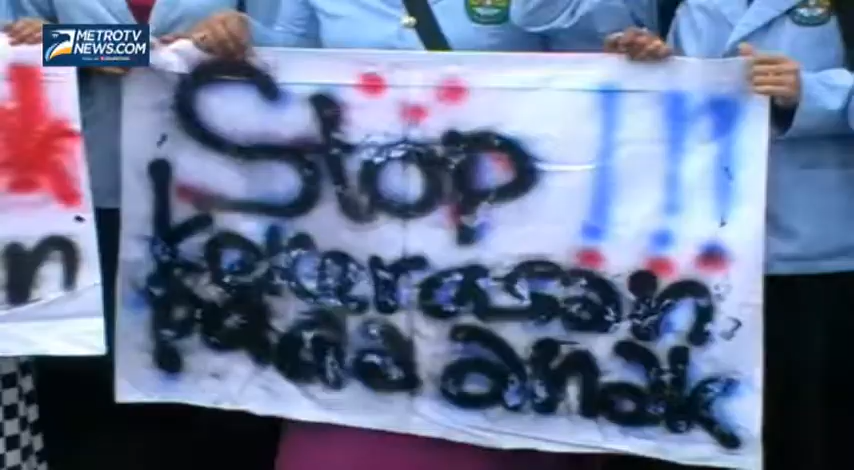 METROTV
NEWS.COM
Stop !!!
kekerasan
pada anak
k
n